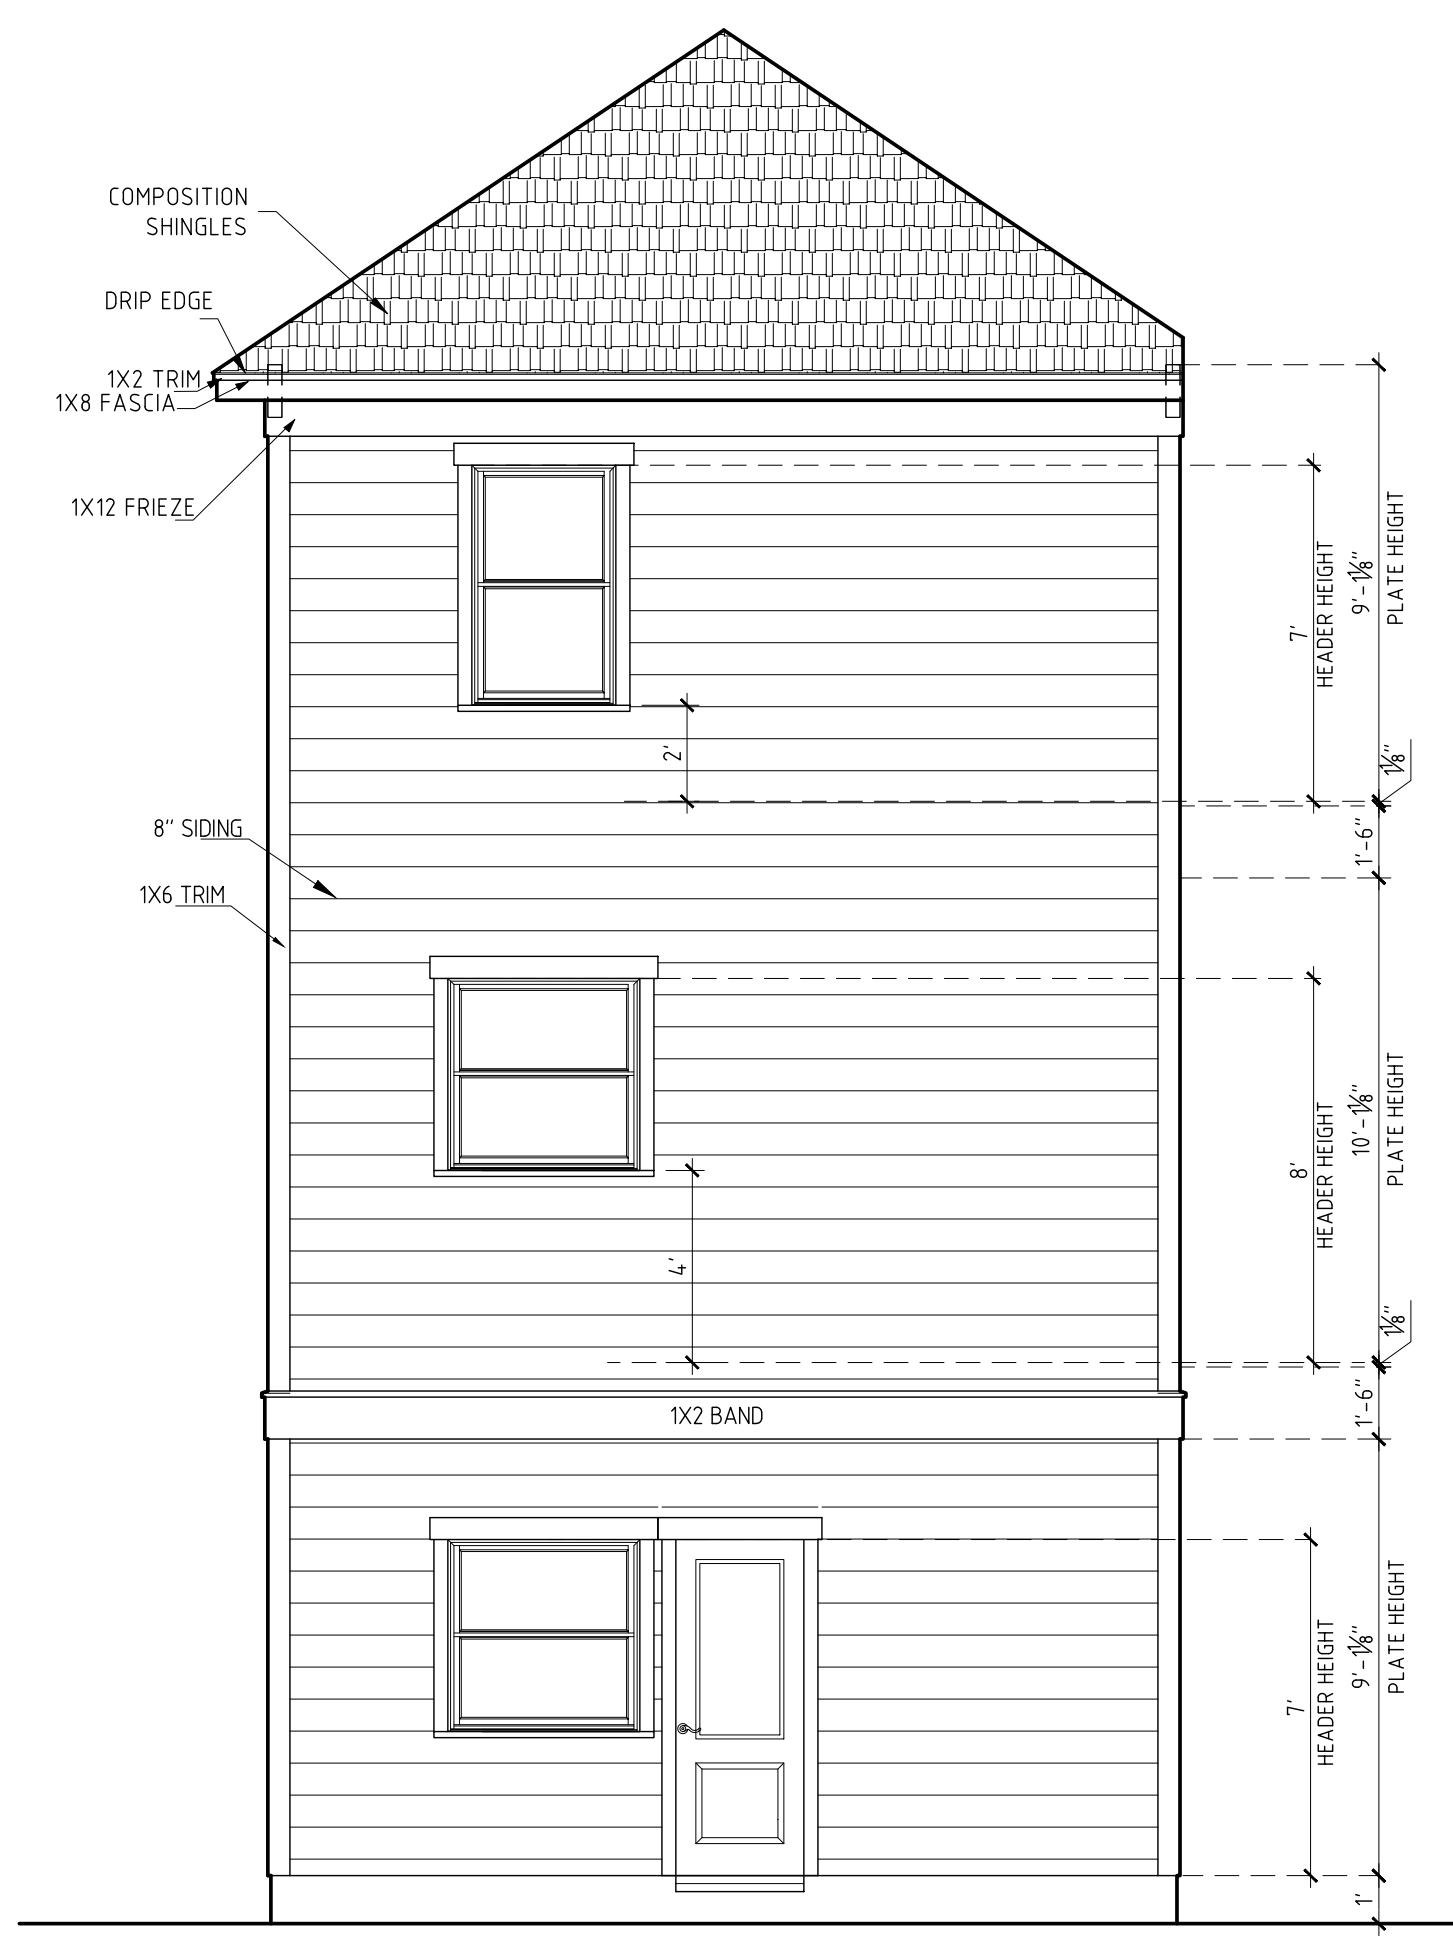 COMPOSITION
SHINGLES
DRIP EDGE
1X2 TRIM
1X8 FASCIA
1X12 FRIEZE
7'
HEADER HEIGHT
9'-1⅛"
PLATE HEIGHT
2'
1⅛"
8" SIDING
1'-6"
1X6 TRIM
8'
HEADER HEIGHT
10'-1⅛"
PLATE HEIGHT
4'
1⅛"
1X2 BAND
1'-6"
7'
HEADER HEIGHT
9'-1⅛"
PLATE HEIGHT
1'